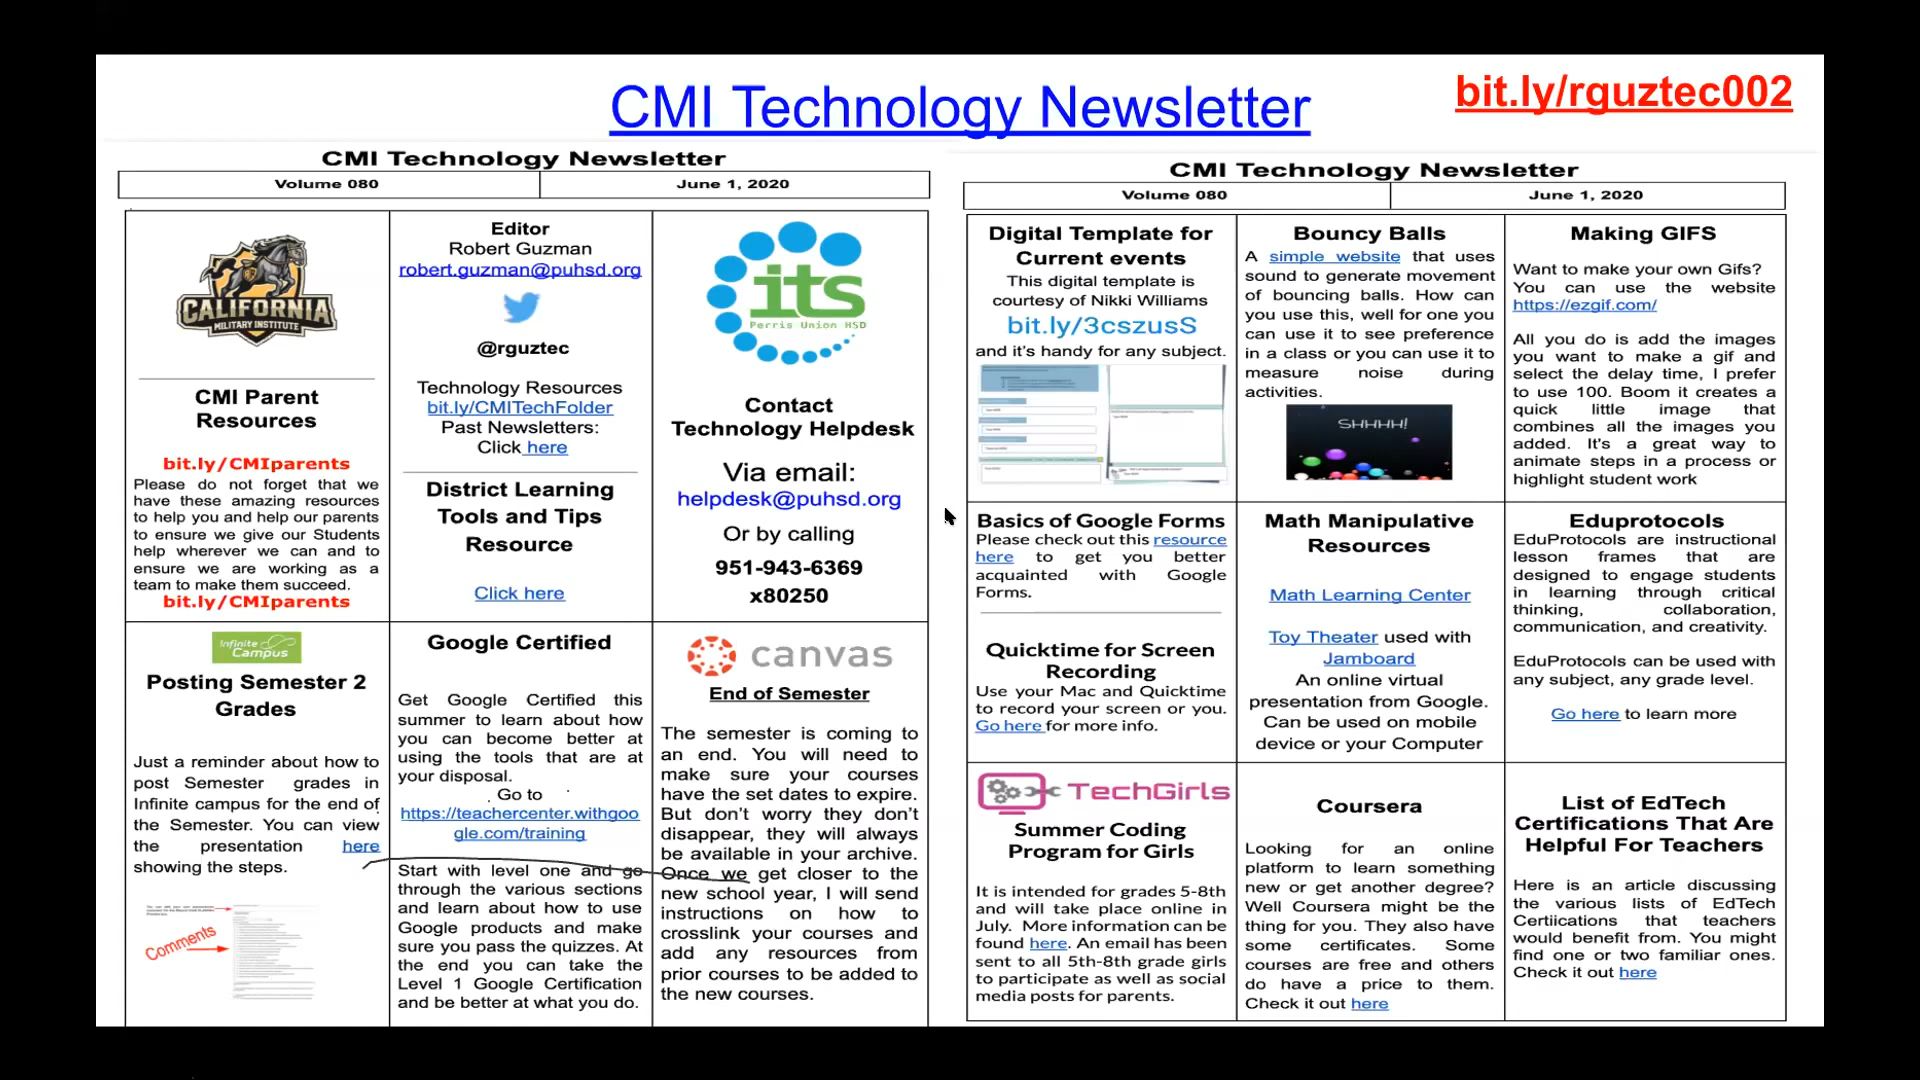 CMI Technology Newsletter
bit.ly/rguztec002
CMI Technology Newsletter
Volume 080
June 1, 2020
CALIFORNIA
MILITARY INSTITUTE
CMI Parent
Resources
bit.ly/CMIparents
Please do not forget that we
have these amazing resources
to help you and help our parents
to ensure we give our Students
help wherever we can and to
ensure we are working as a
team to make them succeed.
bit.ly/CMIparents
Editor
Robert Guzman
robert.guzman@puhsd.org
@rguztec
Technology Resources
bit.ly/CMITechFolder
Past Newsletters:
Click here
District Learning
Tools and Tips
Resource
Click here
its
Perris Union HSD
Contact
Technology Helpdesk
Via email:
helpdesk@puhsd.org
Or by calling
951-943-6369
x80250
Infinite
Campus
Posting Semester 2
Grades
Just a reminder about how to
post Semester grades in
Infinite campus for the end of
the Semester. You can view
the presentation here
showing the steps.
Comments
Google Certified
Get Google Certified this
summer to learn about how
you can become better at
using the tools that are at
your disposal.
Go to
https://teachercenter.withgoo
gle.com/training
Start with level one and go
through the various sections
and learn about how to use
Google products and make
sure you pass the quizzes. At
the end you can take the
Level 1 Google Certification
and be better at what you do.
canvas
End of Semester
The semester is coming to
an end. You will need to
make sure your courses
have the set dates to expire.
But don't worry they don't
disappear, they will always
be available in your archive.
Once we get closer to the
new school year, I will send
instructions on how to
crosslink your courses and
add any resources from
prior courses to be added to
the new courses.
CMI Technology Newsletter
Volume 080
June 1, 2020
Digital Template for
Current events
This digital template is
courtesy of Nikki Williams
bit.ly/3cszusS
and it's handy for any subject.
Bouncy Balls
A simple website that uses
sound to generate movement
of bouncing balls. How can
you use this, well for one you
can use it to see preference
in a class or you can use it to
measure noise during
activities.
SHHHH!
Making GIFS
Want to make your own Gifs?
You can use the website
https://ezgif.com/
All you do is add the images
you want to make a gif and
select the delay time, I prefer
to use 100. Boom it creates a
quick little image that
combines all the images you
added. It's a great way to
animate steps in a process or
highlight student work
Basics of Google Forms
Please check out this resource
here to get you better
acquainted with Google
Forms.
Quicktime for Screen
Recording
Use your Mac and Quicktime
to record your screen or you.
Go here for more info.
Math Manipulative
Resources
Math Learning Center
Toy Theater used with
Jamboard
An online virtual
presentation from Google.
Can be used on mobile
device or your Computer
Eduprotocols
EduProtocols are instructional
lesson frames that are
designed to engage students
in learning through critical
thinking, collaboration,
communication, and creativity.
EduProtocols can be used with
any subject, any grade level.
Go here to learn more
TechGirls
Summer Coding
Program for Girls
It is intended for grades 5-8th
and will take place online in
July. More information can be
found here. An email has been
sent to all 5th-8th grade girls
to participate as well as social
media posts for parents.
Coursera
Looking for an online
platform to learn something
new or get another degree?
Well Coursera might be the
thing for you. They also have
some certificates. Some
courses are free and others
do have a price to them.
Check it out here
List of EdTech
Certifications That Are
Helpful For Teachers
Here is an article discussing
the various lists of EdTech
Certiications that teachers
would benefit from. You might
find one or two familiar ones.
Check it out here